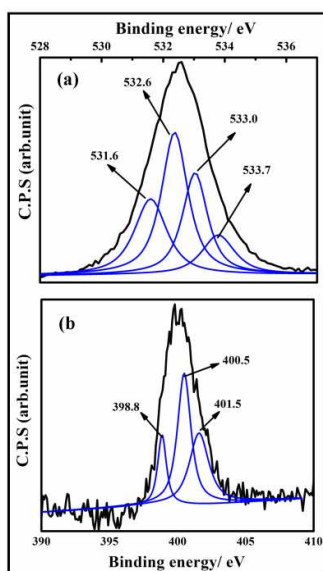 Binding energy/ eV
528 530 532 534 536
(a)
532.6
533.0
531.6
533.7
C.P.S (arb.unit)
(b)
400.5
398.8
401.5
C.P.S (arb.unit)
390 395 400 405 410
Binding energy/ eV